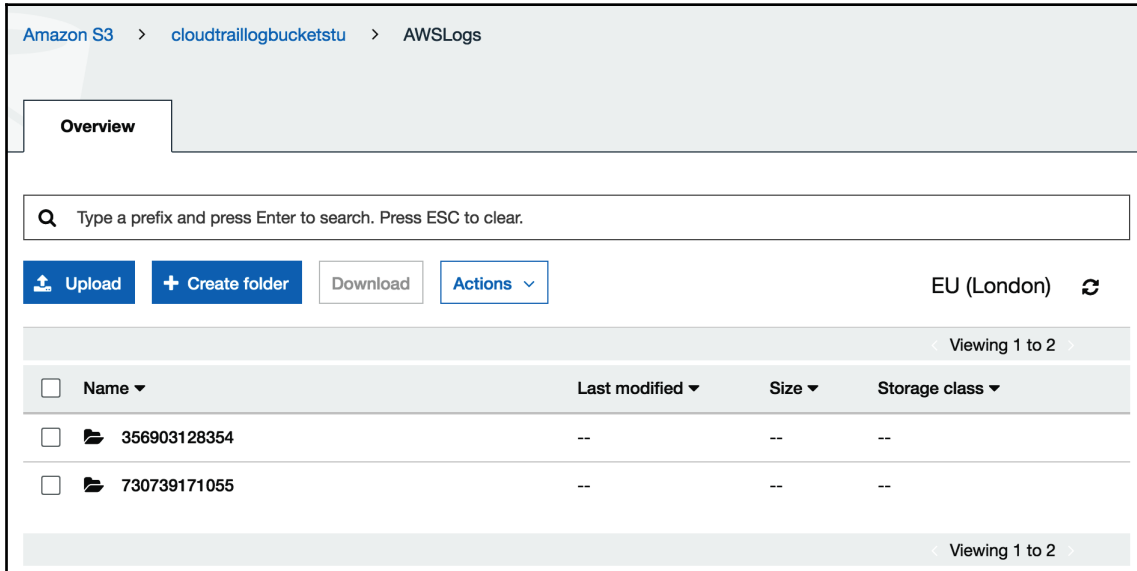 Amazon S3 > cloudtraillogbucketstu > AWSLogs
Overview
Type a prefix and press Enter to search. Press ESC to clear.
Upload + Create folder Download Actions EU (London)
Viewing 1 to 2
Name Last modified Size Storage class
356903128354 -- -- --
730739171055 -- -- --
Viewing 1 to 2